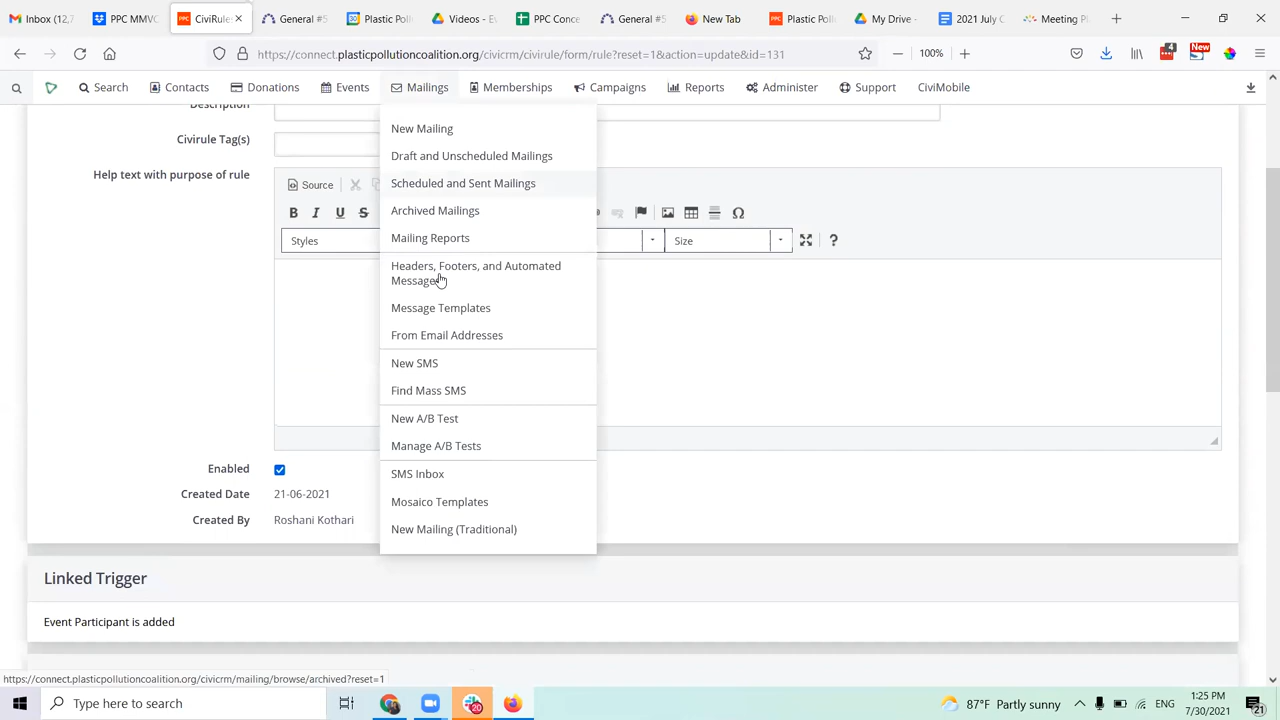 Inbox (12,7
PPC MMVC
CiviRules
General #5
Plastic Poll
Videos - Ev
PPC Conce
General #5
New Tab
Plastic Pol
My Drive -
2021 July C
Meeting P
https://connect.plasticpollutioncoalition.org/civicrm/civirule/form/rule?reset=1&action=update&id=131
100%
4
New
Search
Contacts
Donations
Events
Mailings
Memberships
Campaigns
Reports
Administer
Support
CiviMobile
Description
Civirule Tag(s)
Help text with purpose of rule
Source
B I U S
Styles
Size
?
New Mailing
Draft and Unscheduled Mailings
Scheduled and Sent Mailings
Archived Mailings
Mailing Reports
Headers, Footers, and Automated
Messages
Message Templates
From Email Addresses
New SMS
Find Mass SMS
New A/B Test
Manage A/B Tests
SMS Inbox
Mosaico Templates
New Mailing (Traditional)
Enabled
Created Date
21-06-2021
Created By
Roshani Kothari
Linked Trigger
Event Participant is added
https://connect.plasticpollutioncoalition.org/civicrm/mailing/browse/archived?reset=1
Type here to search
20
87°F Partly sunny
ENG
1:25 PM
7/30/2021
21